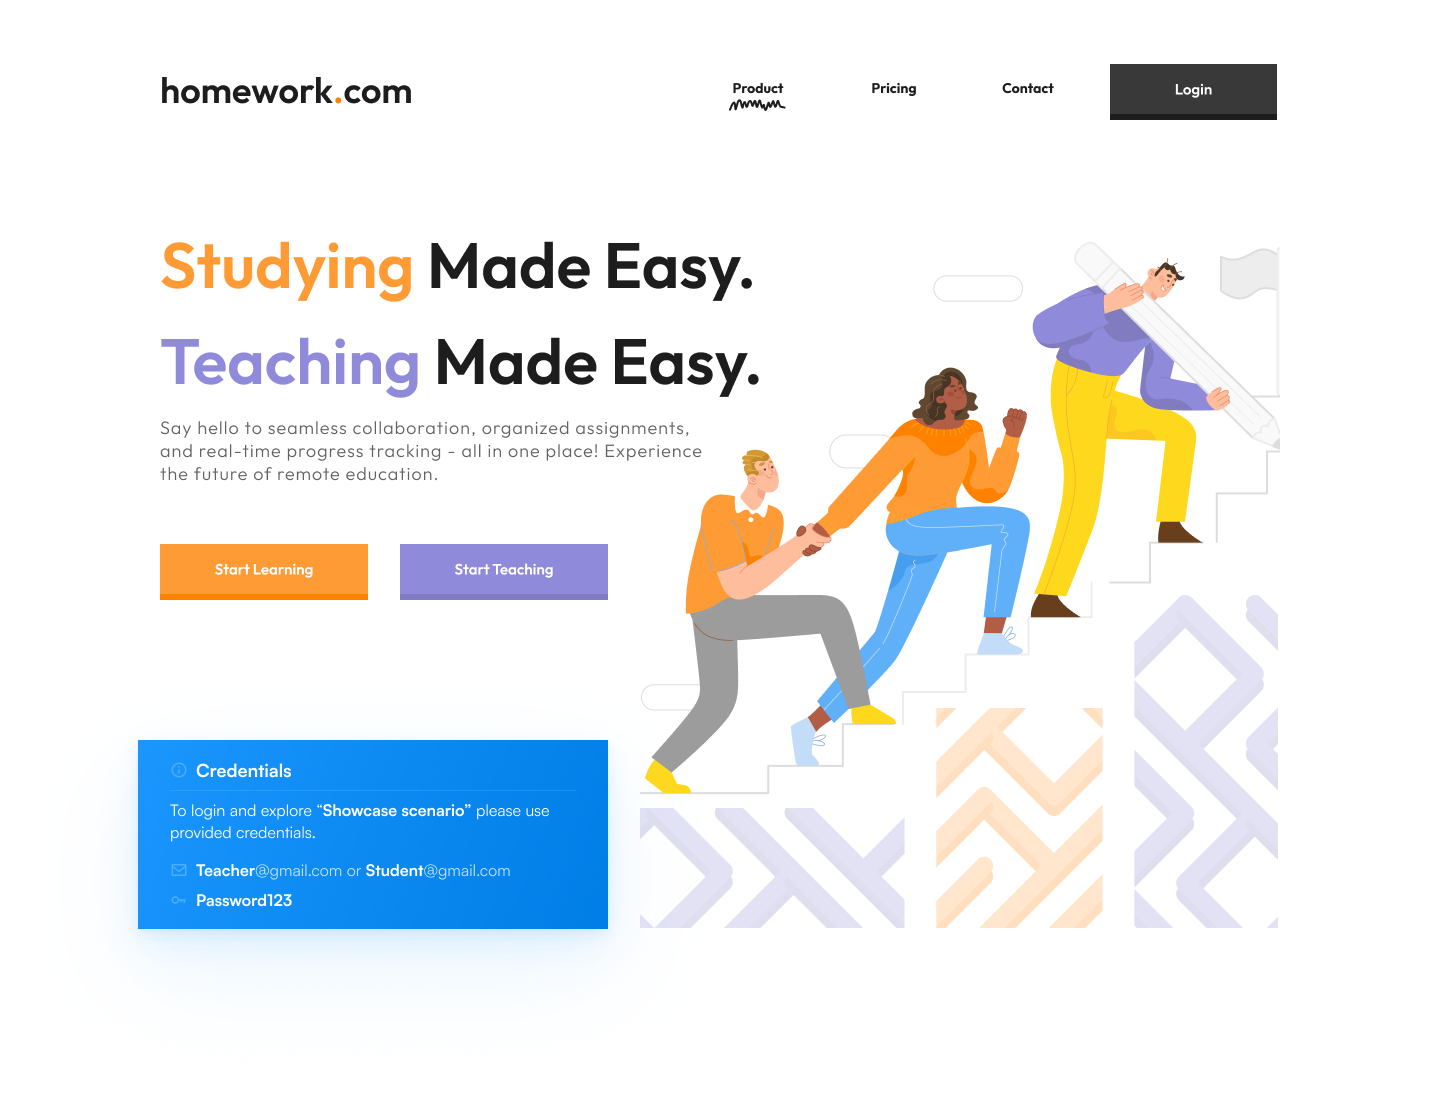 homework.com
Product
Pricing
Contact
Login
Studying Made Easy.
Teaching Made Easy.
Say hello to seamless collaboration, organized assignments,
and real-time progress tracking - all in one place! Experience
the future of remote education.
Start Learning
Start Teaching
Credentials
To login and explore “Showcase scenario” please use
provided credentials.
Teacher@gmail.com or Student@gmail.com
Password123